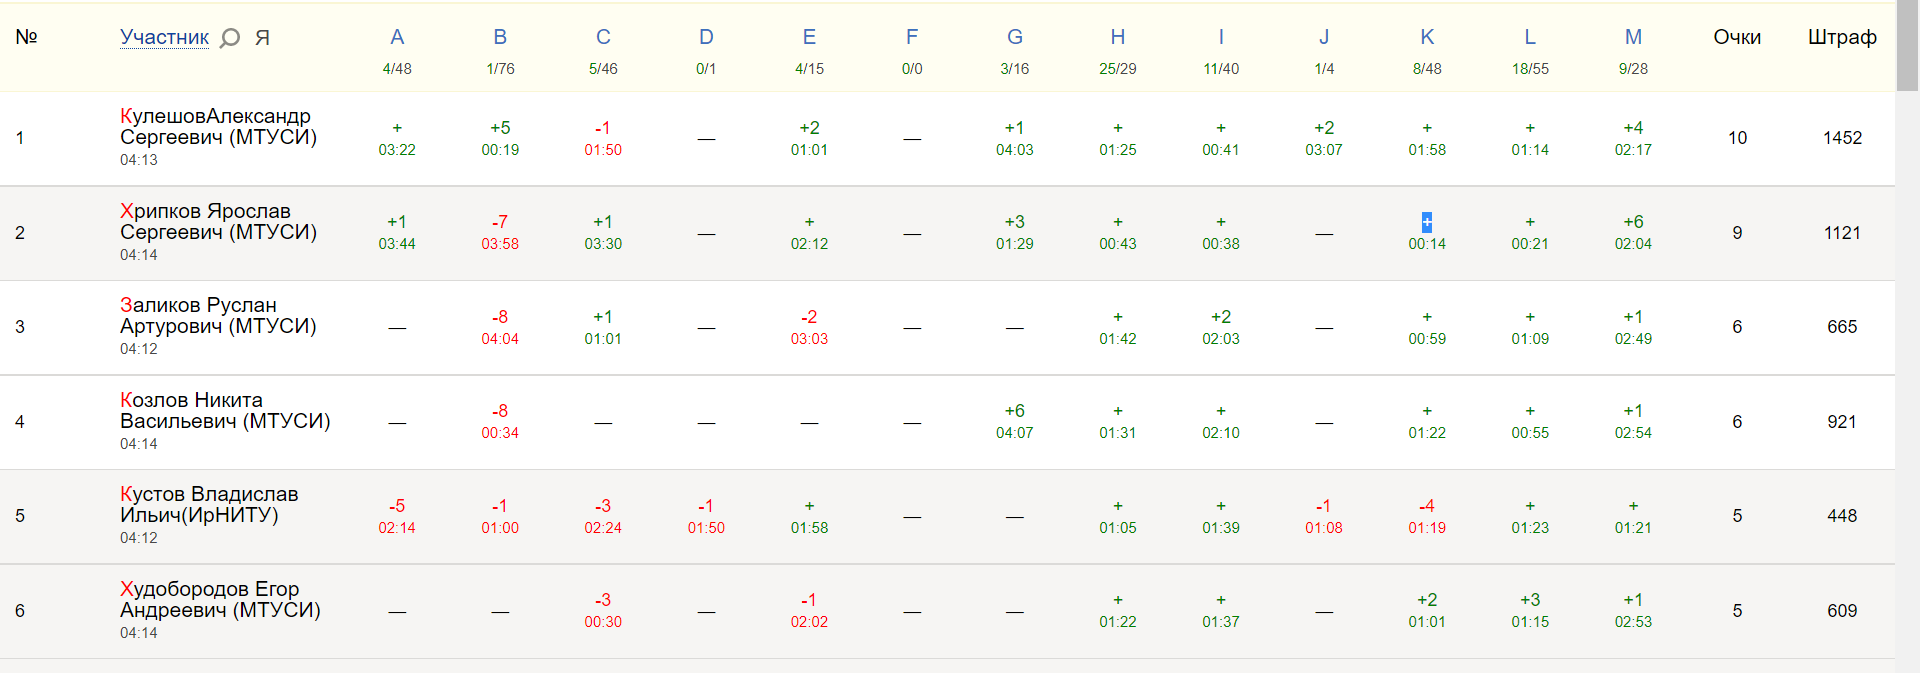 № Участник Я A B C D E F G H I J K L M Очки Штраф
4/48 1/76 5/46 0/1 4/15 0/0 3/16 25/29 11/40 1/4 8/48 18/55 9/28
КулешовАлександр
Сергеевич (МТУСИ)
04:13
1 + +5 -1 — +2 — +1 + + +2 + + +4 10 1452
03:22 00:19 01:50 01:01 04:03 01:25 00:41 03:07 01:58 01:14 02:17
Хрипков Ярослав
Сергеевич (МТУСИ)
04:14
2 +1 -7 +1 — + — +3 + + — + + +6 9 1121
03:44 03:58 03:30 02:12 01:29 00:43 00:38 00:14 00:21 02:04
Заликов Руслан
Артурович (МТУСИ)
04:12
3 — -8 +1 — -2 — — + +2 — + + +1 6 665
04:04 01:01 03:03 01:42 02:03 00:59 01:09 02:49
Козлов Никита
Васильевич (МТУСИ)
04:14
4 — -8 — — — — +6 + + — + + +1 6 921
00:34 04:07 01:31 02:10 01:22 00:55 02:54
Кустов Владислав
Ильич(ИрНИТУ)
04:12
5 -5 -1 -3 -1 + — — + + -1 -4 + + 5 448
02:14 01:00 02:24 01:50 01:58 01:05 01:39 01:08 01:19 01:23 01:21
Худобородов Егор
Андреевич (МТУСИ)
04:14
6 — — -3 — -1 — — + + — +2 +3 +1 5 609
00:30 02:02 01:22 01:37 01:01 01:15 02:53